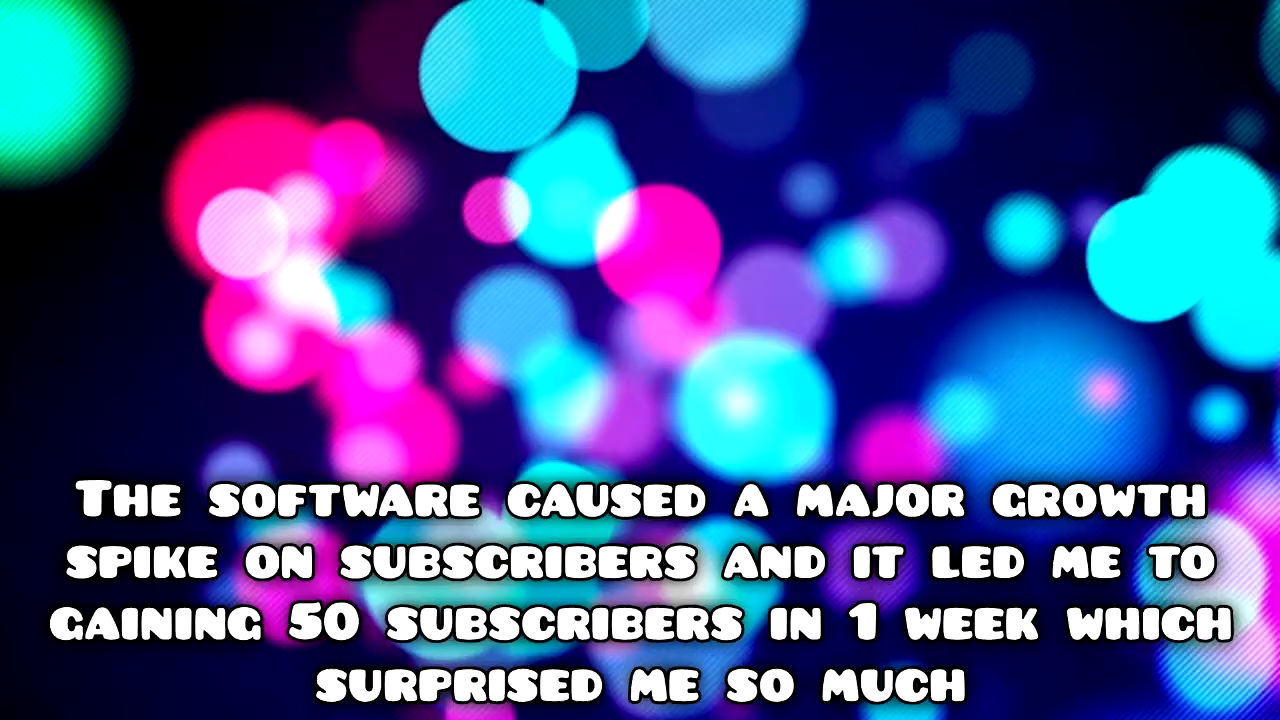 The software caused a major growth
spike on subscribers and it led me to
gaining 50 subscribers in 1 week which
surprised me so much